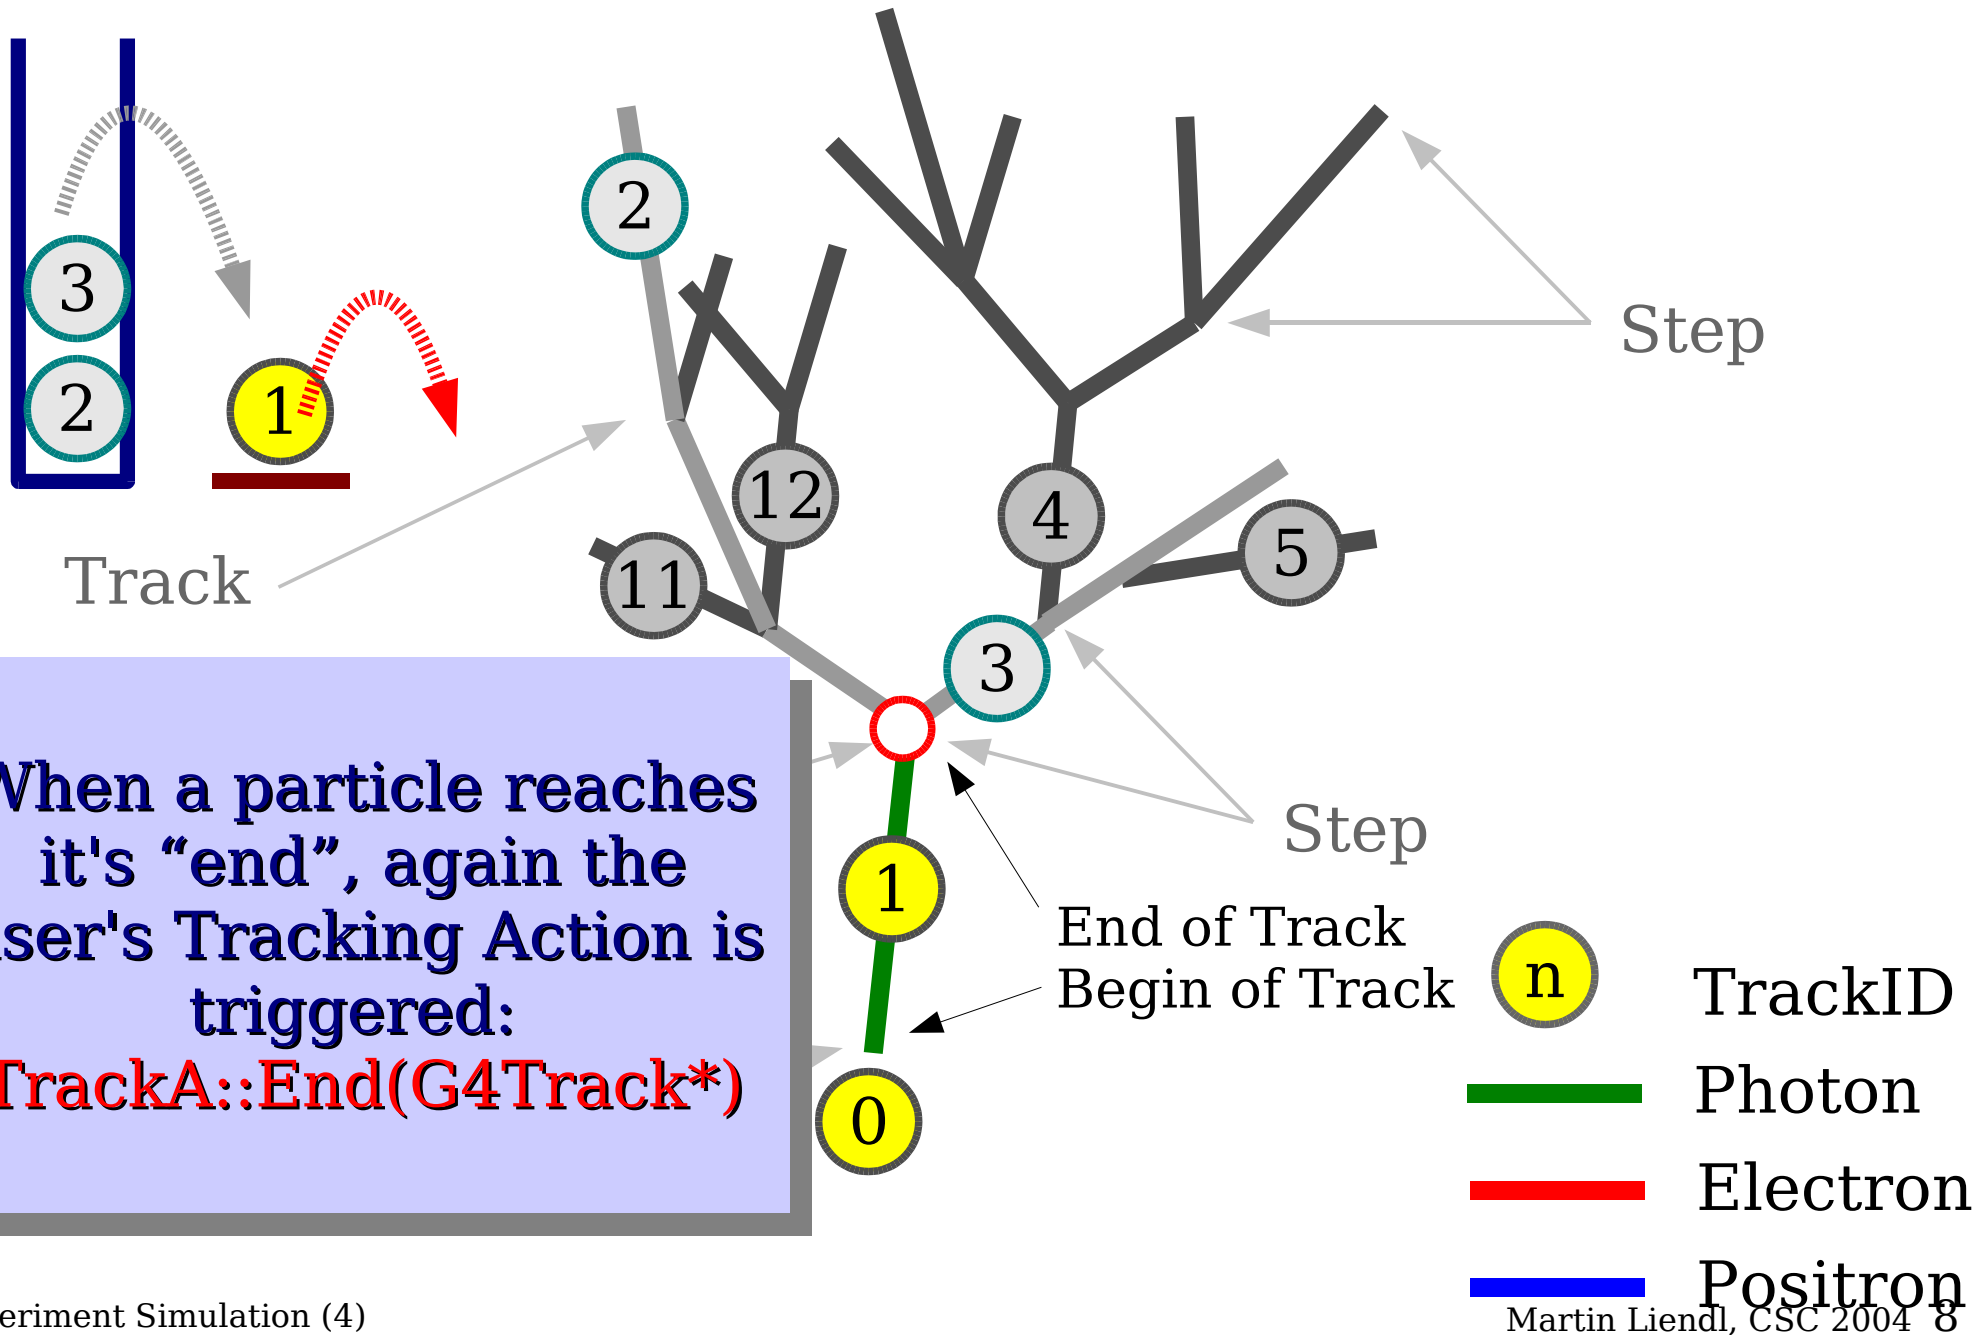 2
3
2
1
12
4
5
11
Step
Track
3
When a particle reaches
it's “end”, again the
user's Tracking Action is
triggered:
TrackA::End(G4Track*)
Step
1
End of Track
Begin of Track
0
n TrackID
Photon
Electron
Positron
eriment Simulation (4)
Martin Liendl, CSC 2004 8